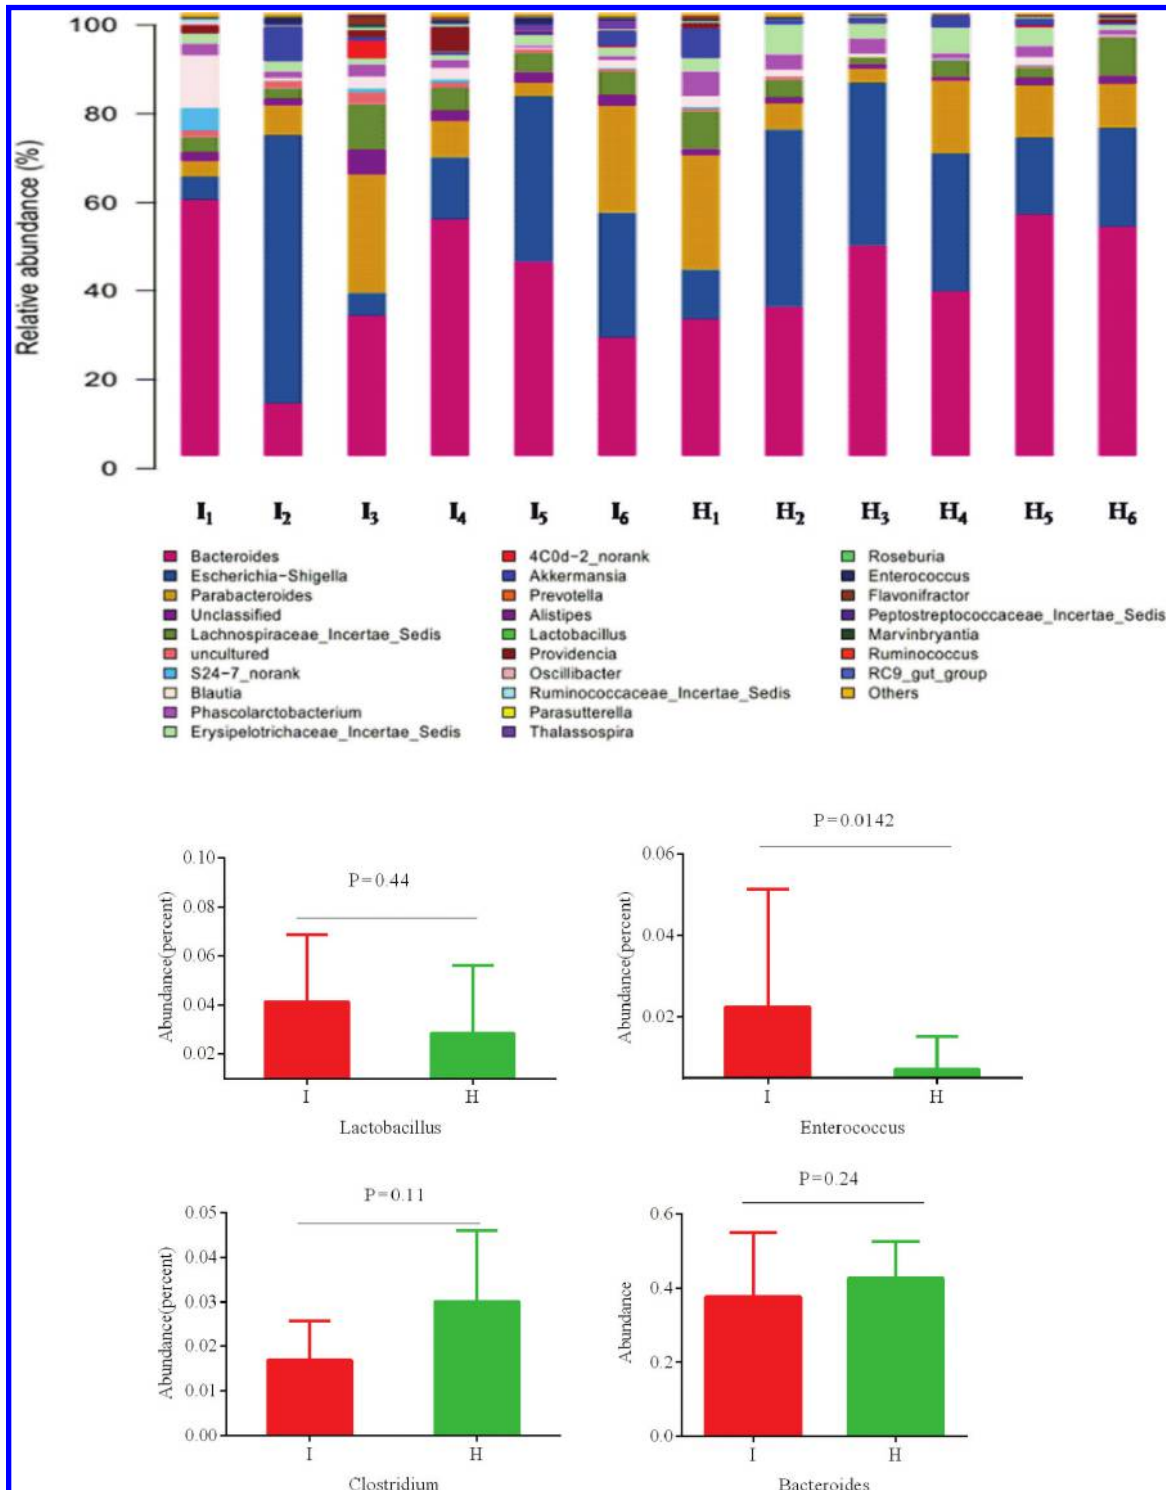 Relative abundance (%)
100
80
60
40
20
0
I1 I2 I3 I4 I5 I6 H1 H2 H3 H4 H5 H6
Bacteroides
Escherichia−Shigella
Parabacteroides
Unclassified
Lachnospiraceae_Incertae_Sedis
uncultured
S24−7_norank
Blautia
Phascolarctobacterium
Erysipelotrichaceae_Incertae_Sedis
4C0d−2_norank
Akkermansia
Prevotella
Alistipes
Lactobacillus
Providencia
Oscillibacter
Ruminococcaceae_Incertae_Sedis
Parasutterella
Thalassospira
Roseburia
Enterococcus
Flavonifractor
Peptostreptococcaceae_Incertae_Sedis
Marvinbryantia
Ruminococcus
RC9_gut_group
Others
P=0.44
Abundance(percent)
0.10
0.08
0.06
0.04
0.02
I H
Lactobacillus
P=0.0142
Abundance(percent)
0.06
0.04
0.02
I H
Enterococcus
P=0.11
Abundance(percent)
0.05
0.04
0.03
0.02
0.01
0.00
I H
Clostridium
P=0.24
Abundance
0.6
0.4
0.2
0.0
I H
Bacteroides